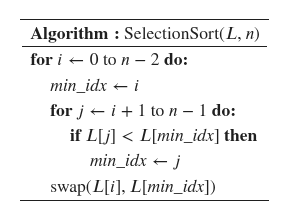 Algorithm : SelectionSort(L, n)
for i ← 0 to n − 2 do:
min_idx ← i
for j ← i + 1 to n − 1 do:
if L[j] < L[min_idx] then
min_idx ← j
swap(L[i], L[min_idx])